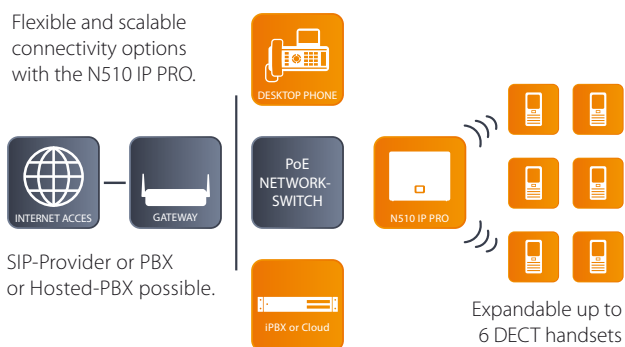 Flexible and scalable
connectivity options
with the N510 IP PRO.
DESKTOP PHONE
INTERNET ACCES
GATEWAY
PoE
NETWORK-
SWITCH
N510 IP PRO
SIP-Provider or PBX
or Hosted-PBX possible.
iPBX or Cloud
Expandable up to
6 DECT handsets